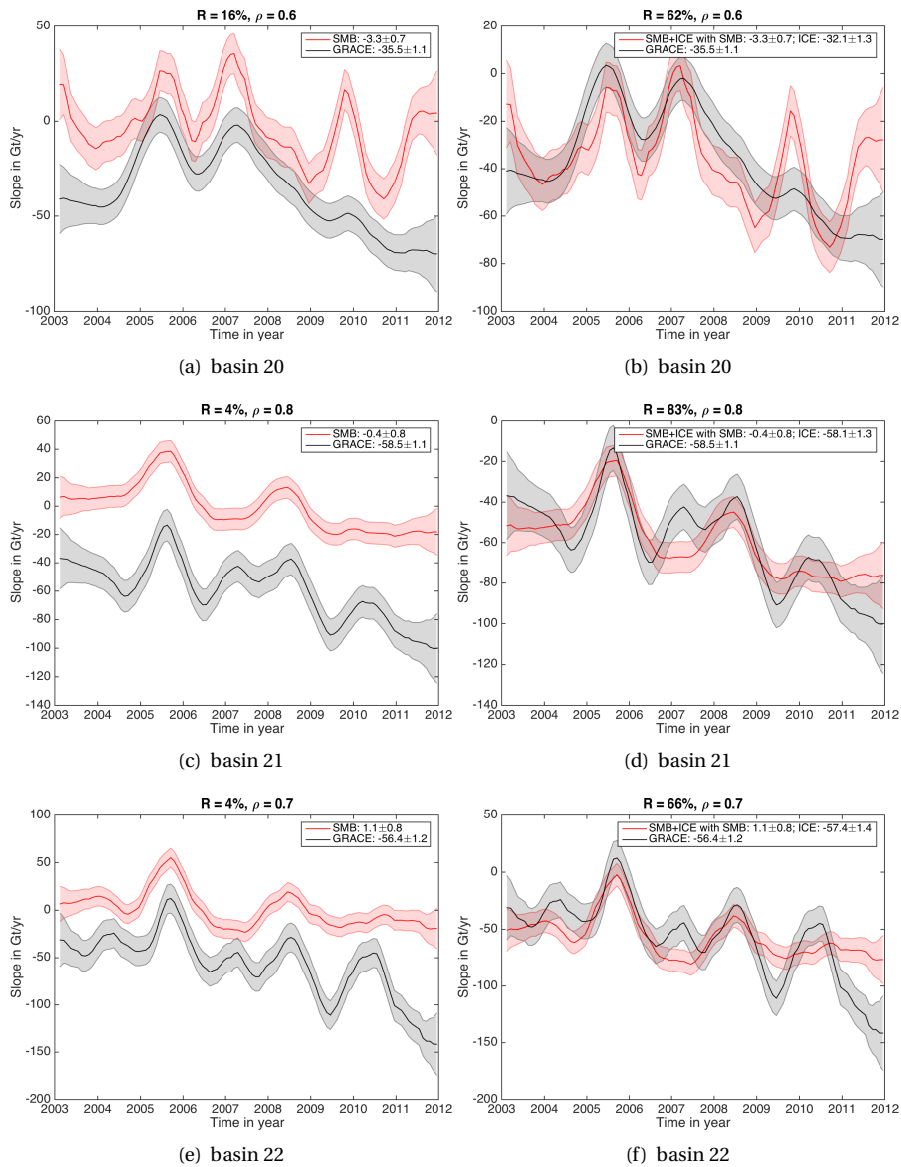 R = 16%, ρ = 0.6
SMB: -3.3±0.7
GRACE: -35.5±1.1
50
0
-50
-100
Slope in Gt/yr
2003 2004 2005 2006 2007 2008 2009 2010 2011 2012
Time in year
(a) basin 20
R = 62%, ρ = 0.6
SMB+ICE with SMB: -3.3±0.7; ICE: -32.1±1.3
GRACE: -35.5±1.1
20
0
-20
-40
-60
-80
-100
Slope in Gt/yr
2003 2004 2005 2006 2007 2008 2009 2010 2011 2012
Time in year
(b) basin 20
R = 4%, ρ = 0.8
SMB: -0.4±0.8
GRACE: -58.5±1.1
60
40
20
0
-20
-40
-60
-80
-100
-120
-140
Slope in Gt/yr
2003 2004 2005 2006 2007 2008 2009 2010 2011 2012
Time in year
(c) basin 21
R = 83%, ρ = 0.8
SMB+ICE with SMB: -0.4±0.8; ICE: -58.1±1.3
GRACE: -58.5±1.1
0
-20
-40
-60
-80
-100
-120
-140
Slope in Gt/yr
2003 2004 2005 2006 2007 2008 2009 2010 2011 2012
Time in year
(d) basin 21
R = 4%, ρ = 0.7
SMB: 1.1±0.8
GRACE: -56.4±1.2
100
50
0
-50
-100
-150
-200
Slope in Gt/yr
2003 2004 2005 2006 2007 2008 2009 2010 2011 2012
Time in year
(e) basin 22
R = 66%, ρ = 0.7
SMB+ICE with SMB: 1.1±0.8; ICE: -57.4±1.4
GRACE: -56.4±1.2
50
0
-50
-100
-150
-200
Slope in Gt/yr
2003 2004 2005 2006 2007 2008 2009 2010 2011 2012
Time in year
(f) basin 22